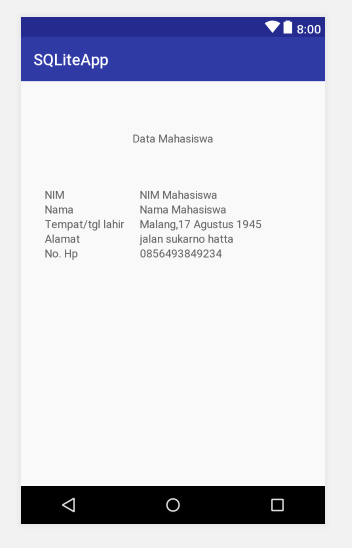 8:00
SQLiteApp
Data Mahasiswa
NIM NIM Mahasiswa
Nama Nama Mahasiswa
Tempat/tgl lahir Malang,17 Agustus 1945
Alamat jalan sukarno hatta
No. Hp 0856493849234